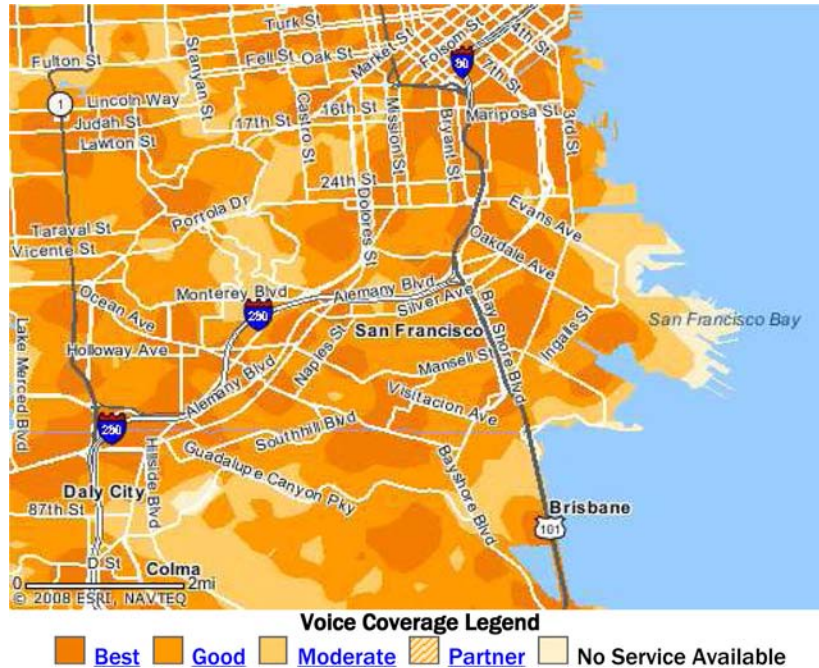 Turk St
Fell St
Oak St
Fulton St
Stanyan St
Market St
Folsom St
80
4th St
7th St
1
Lincoln Way
Judah St
Lawton St
17th St
Castro St
16th St
Mission St
Bryant St
Mariposa St
3rd St
24th St
Portola Dr
Dolores St
Evans Ave
Taraval St
Vicente St
Oakdale Ave
Ocean Ave
Monterey Blvd
280
Alemany Blvd
Silver Ave
Bay Shore Blvd
Ingalls St
San Francisco Bay
San Francisco
Lake Merced Blvd
Holloway Ave
Naples St
Mansell St
Alemany Blvd
Visitacion Ave
280
Hillside Blvd
Southhill Blvd
Guadalupe Canyon Pky
Bayshore Blvd
Daly City
87th St
Brisbane
101
D St
Colma
0 2mi
© 2008 ESRI, NAVTEQ
Voice Coverage Legend
Best Good Moderate Partner No Service Available